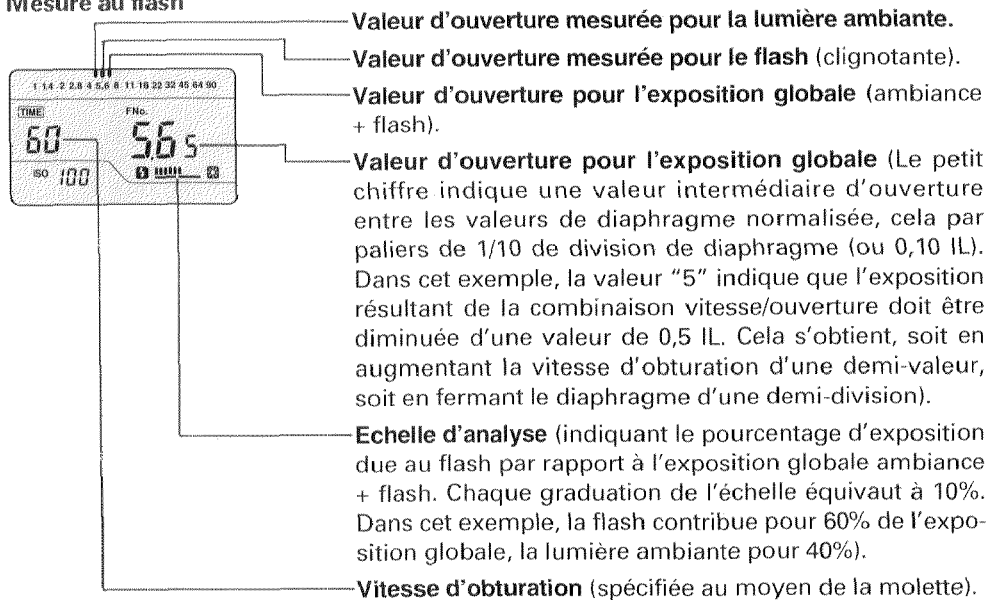 Mesure au flash
Valeur d'ouverture mesurée pour la lumière ambiante.
Valeur d'ouverture mesurée pour le flash (clignotante).
Valeur d'ouverture pour l'exposition globale (ambiance
+ flash).
1 1.4 2 2.8 4 5.6 8 11 16 22 32 45 64 90
TIME FNo.
60 5.6 5
ISO 100
Valeur d'ouverture pour l'exposition globale (Le petit
chiffre indique une valeur intermédiaire d'ouverture
entre les valeurs de diaphragme normalisée, cela par
paliers de 1/10 de division de diaphragme (ou 0,10 IL).
Dans cet exemple, la valeur "5" indique que l'exposition
résultant de la combinaison vitesse/ouverture doit être
diminuée d'une valeur de 0,5 IL. Cela s'obtient, soit en
augmentant la vitesse d'obturation d'une demi-valeur,
soit en fermant le diaphragme d'une demi-division).
Echelle d'analyse (indiquant le pourcentage d'exposition
due au flash par rapport à l'exposition globale ambiance
+ flash. Chaque graduation de l'échelle équivaut à 10%.
Dans cet exemple, la flash contribue pour 60% de l'expo-
sition globale, la lumière ambiante pour 40%).
Vitesse d'obturation (spécifiée au moyen de la molette).